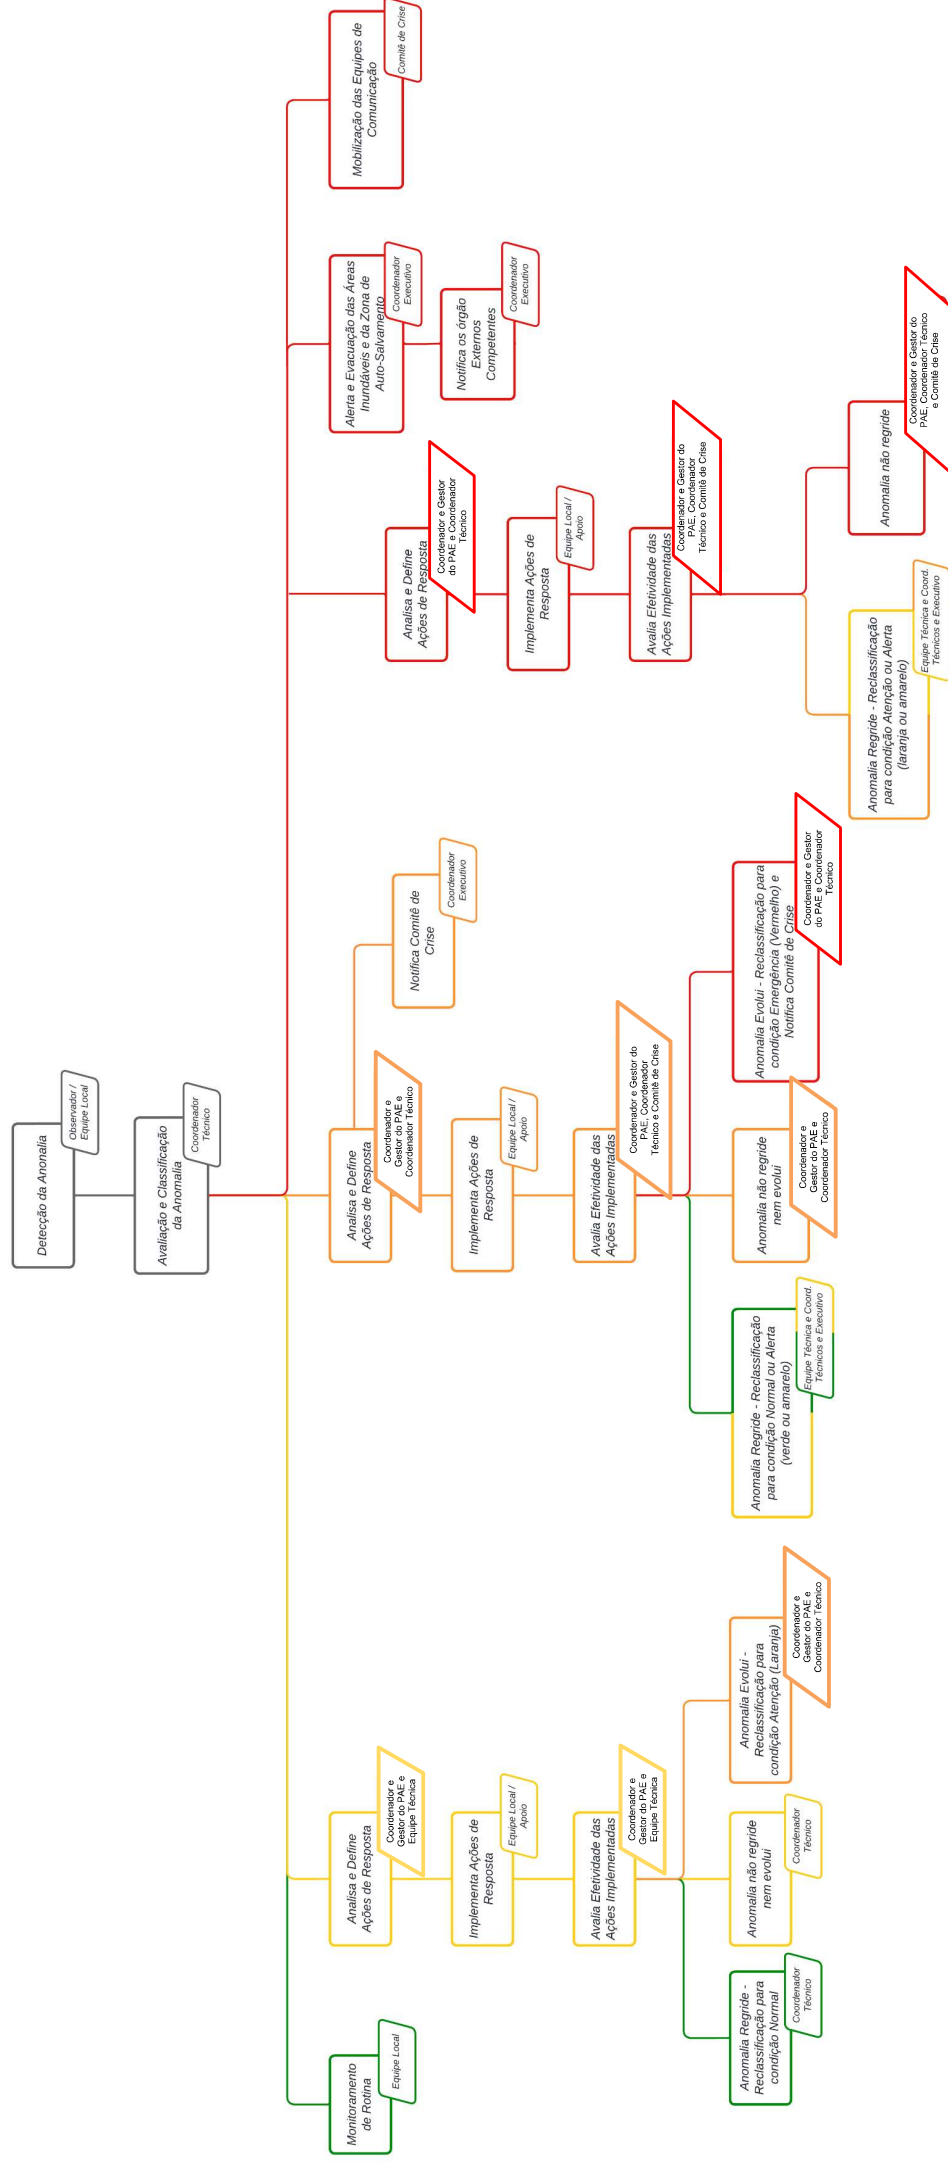 Detecção da Anonalia
Observador /
Equipe Local
Avaliação e Classificação
da Anomalia
Coordenador
Técnico
Monitoramento
de Rotina
Equipe Local
Analisa e Define
Ações de Resposta
Coordenador e
Gestor do PAE e
Equipe Técnica
Implementa Ações de
Resposta
Equipe Local /
Apoio
Avalia Efetividade das
Ações Implementadas
Coordenador e
Gestor do PAE e
Equipe Técnica
Anomalia Regride -
Reclassificação para
condição Normal
Coordenador
Técnico
Anomalia não regride
nem evolui
Coordenador
Técnico
Anomalia Evolui -
Reclassificação para
condição Atenção (Laranja)
Coordenador e
Gestor do PAE e
Coordenador Técnico
Analisa e Define
Ações de Resposta
Coordenador e
Gestor do PAE e
Coordenador Técnico
Notifica Comitê de
Crise
Coordenador
Executivo
Implementa Ações de
Resposta
Equipe Local /
Apoio
Avalia Efetividade das
Ações Implementadas
Coordenador e Gestor do
PAE, Coordenador
Técnico e Comitê de Crise
Anomalia Regride - Reclassificação
para condição Normal ou Alerta
(verde ou amarelo)
Equipe Técnica e Coord.
Técnicos e Executivo
Anomalia não regride
nem evolui
Coordenador e
Gestor do PAE e
Coordenador Técnico
Anomalia Evolui - Reclassificação para
condição Emergência (Vermelho) e
Notifica Comitê de Crise
Coordenador e Gestor
do PAE e Coordenador
Técnico
Analisa e Define
Ações de Resposta
Coordenador e Gestor
do PAE e Coordenador
Técnico
Implementa Ações de
Resposta
Equipe Local /
Apoio
Avalia Efetividade das
Ações Implementadas
Coordenador e Gestor do
PAE, Coordenador
Técnico e Comitê de Crise
Anomalia Regride - Reclassificação
para condição Atenção ou Alerta
(laranja ou amarelo)
Equipe Técnica e Coord.
Técnicos e Executivo
Anomalia não regride
Coordenador e Gestor do
PAE, Coordenador Técnico
e Comitê de Crise
Alerta e Evacuação das Áreas
Inundáveis e da Zona de
Auto-Salvamento
Coordenador
Executivo
Notifica os órgão
Externos
Competentes
Coordenador
Executivo
Mobilização das Equipes de
Comunicação
Comitê de Crise